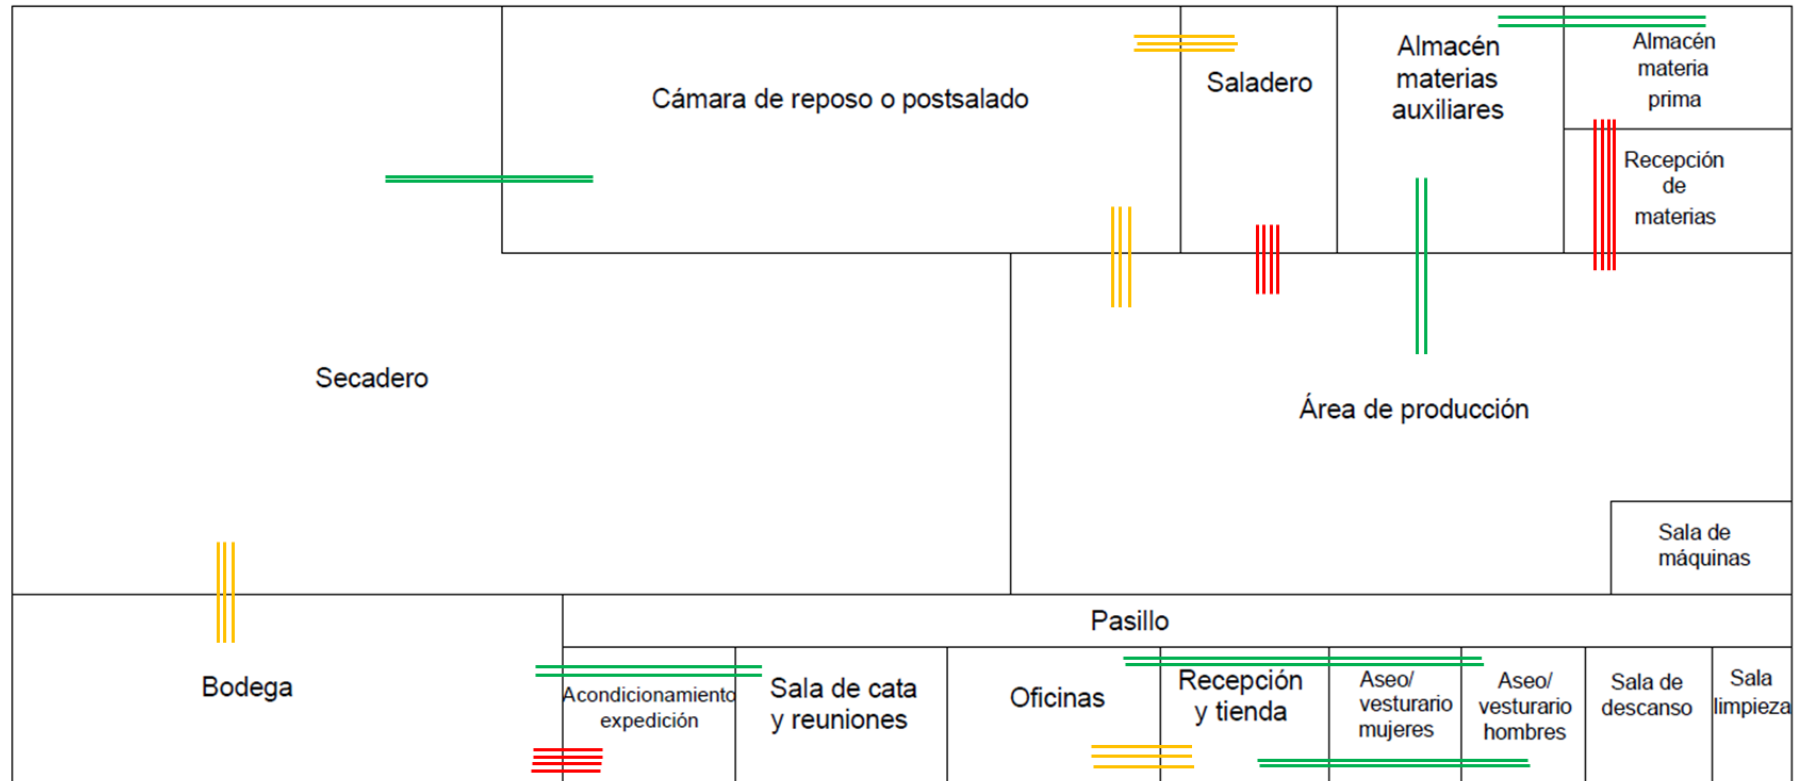 Cámara de reposo o postsalado
Saladero
Almacén
materias
auxiliares
Almacén
materia
prima
Recepción
de
materias
Secadero
Área de producción
Sala de
máquinas
Pasillo
Bodega
Acondicionamiento
expedición
Sala de cata
y reuniones
Oficinas
Recepción
y tienda
Aseo/
vesturario
mujeres
Aseo/
vesturario
hombres
Sala de
descanso
Sala
limpieza